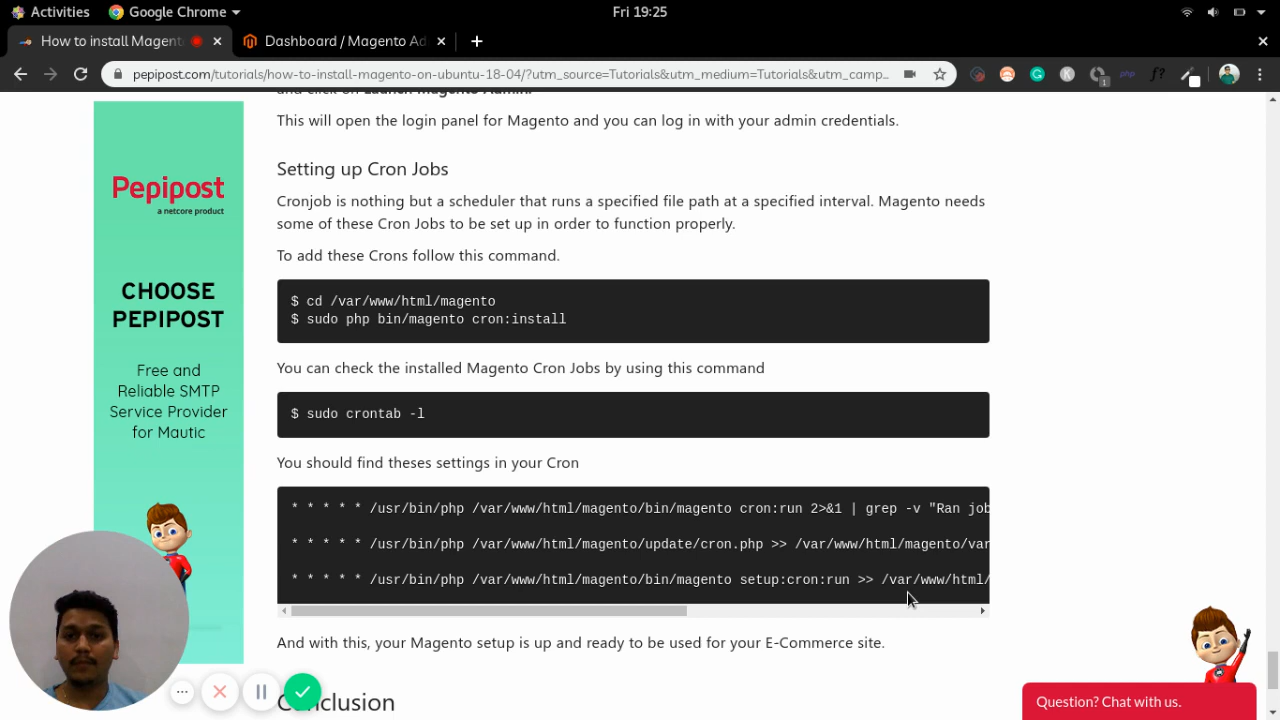 Activities
Google Chrome
Fri 19:25
How to install Magent
Dashboard / Magento Ad
pepipost.com/tutorials/how-to-install-magento-on-ubuntu-18-04/?utm_source=Tutorials&utm_medium=Tutorials&utm_camp...
php
f?
1
This will open the login panel for Magento and you can log in with your admin credentials.
Pepipost
a netcore product
CHOOSE
PEPIPOST
Free and
Reliable SMTP
Service Provider
for Mautic
Setting up Cron Jobs
Cronjob is nothing but a scheduler that runs a specified file path at a specified interval. Magento needs
some of these Cron Jobs to be set up in order to function properly.
To add these Crons follow this command.
$ cd /var/www/html/magento
$ sudo php bin/magento cron:install
You can check the installed Magento Cron Jobs by using this command
$ sudo crontab -l
You should find theses settings in your Cron
* * * * * /usr/bin/php /var/www/html/magento/bin/magento cron:run 2>&1 | grep -v "Ran job
* * * * * /usr/bin/php /var/www/html/magento/update/cron.php >> /var/www/html/magento/var
* * * * * /usr/bin/php /var/www/html/magento/bin/magento setup:cron:run >> /var/www/html/
And with this, your Magento setup is up and ready to be used for your E-Commerce site.
Conclusion
Question? Chat with us.